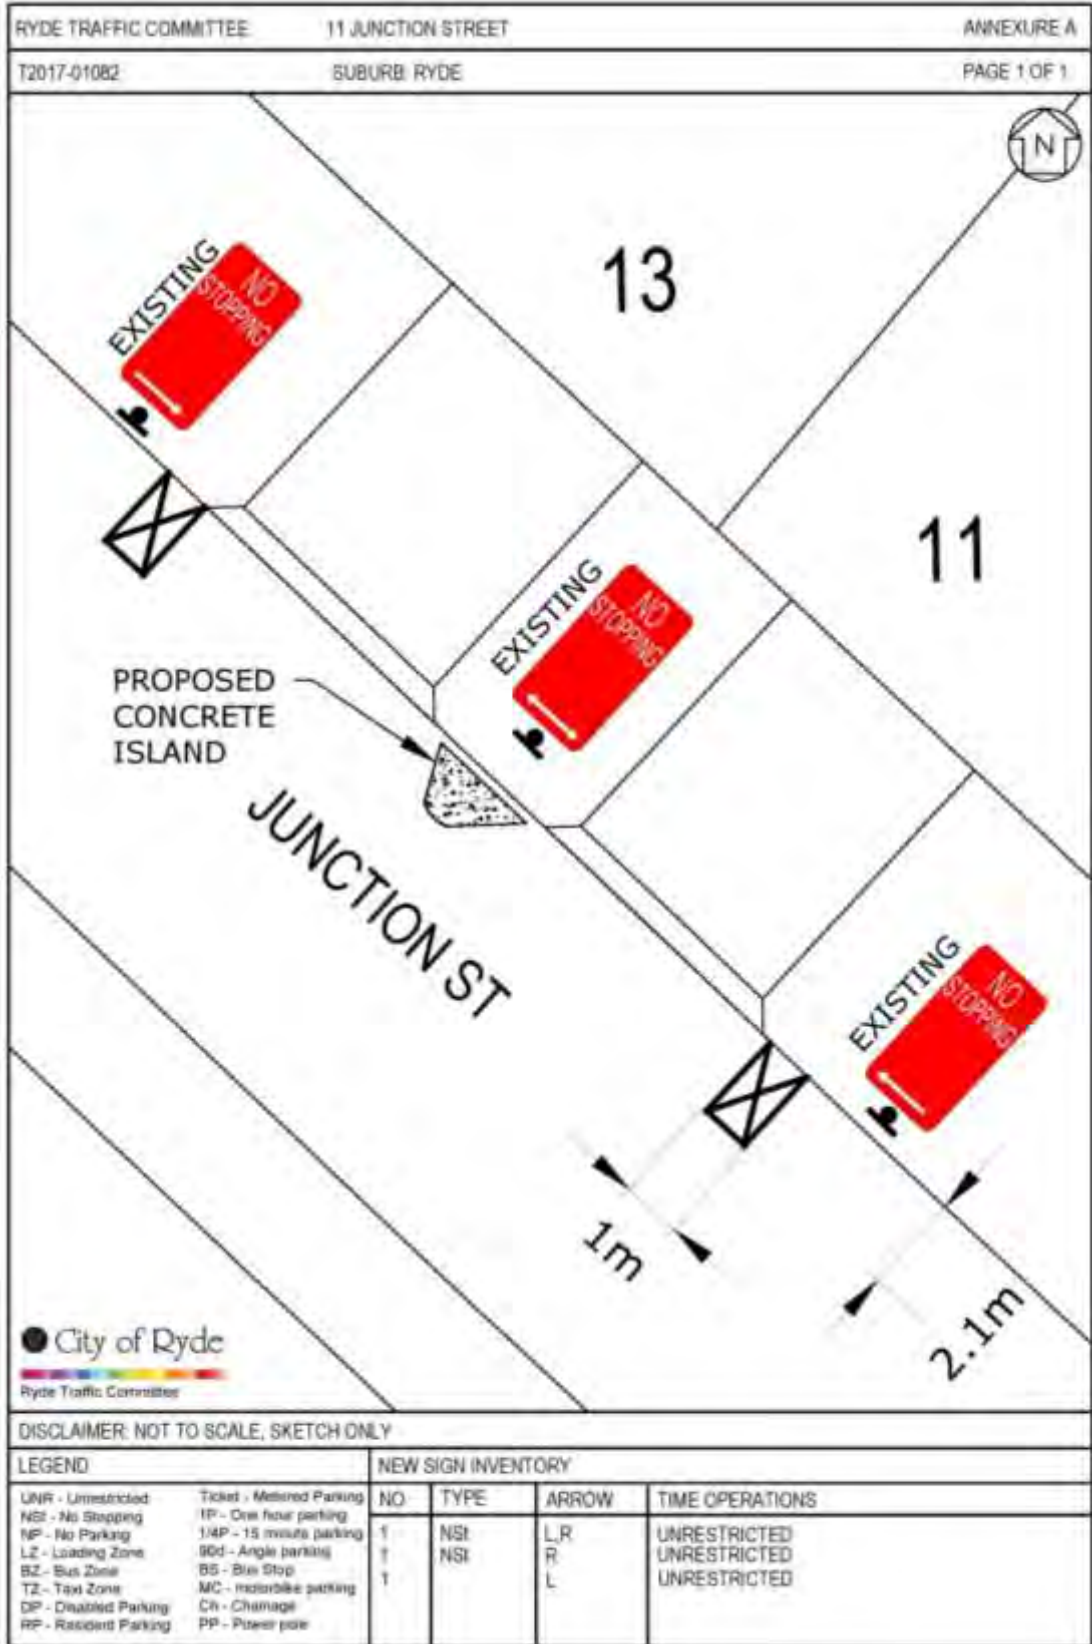 RYDE TRAFFIC COMMITTEE 11 JUNCTION STREET ANNEXURE A
T2017-01082 SUBURB: RYDE PAGE 1 OF 1
N
13
EXISTING
NO
STOPPING
11
EXISTING
NO
STOPPING
PROPOSED
CONCRETE
ISLAND
JUNCTION ST
EXISTING
NO
STOPPING
1m
2.1m
City of Ryde
Ryde Traffic Committee
DISCLAIMER: NOT TO SCALE, SKETCH ONLY
LEGEND
UNR - Unrestricted
NSt - No Stopping
NP - No Parking
LZ - Loading Zone
BZ - Bus Zone
TZ - Taxi Zone
DP - Disabled Parking
RP - Resident Parking
Ticket - Metered Parking
1P - One hour parking
1/4P - 15 minute parking
90d - Angle parking
BS - Bus Stop
MC - motorbike parking
Ch - Chainage
PP - Power pole
NEW SIGN INVENTORY
NO TYPE ARROW TIME OPERATIONS
1 NSt L,R UNRESTRICTED
1 NSt R UNRESTRICTED
1 L UNRESTRICTED